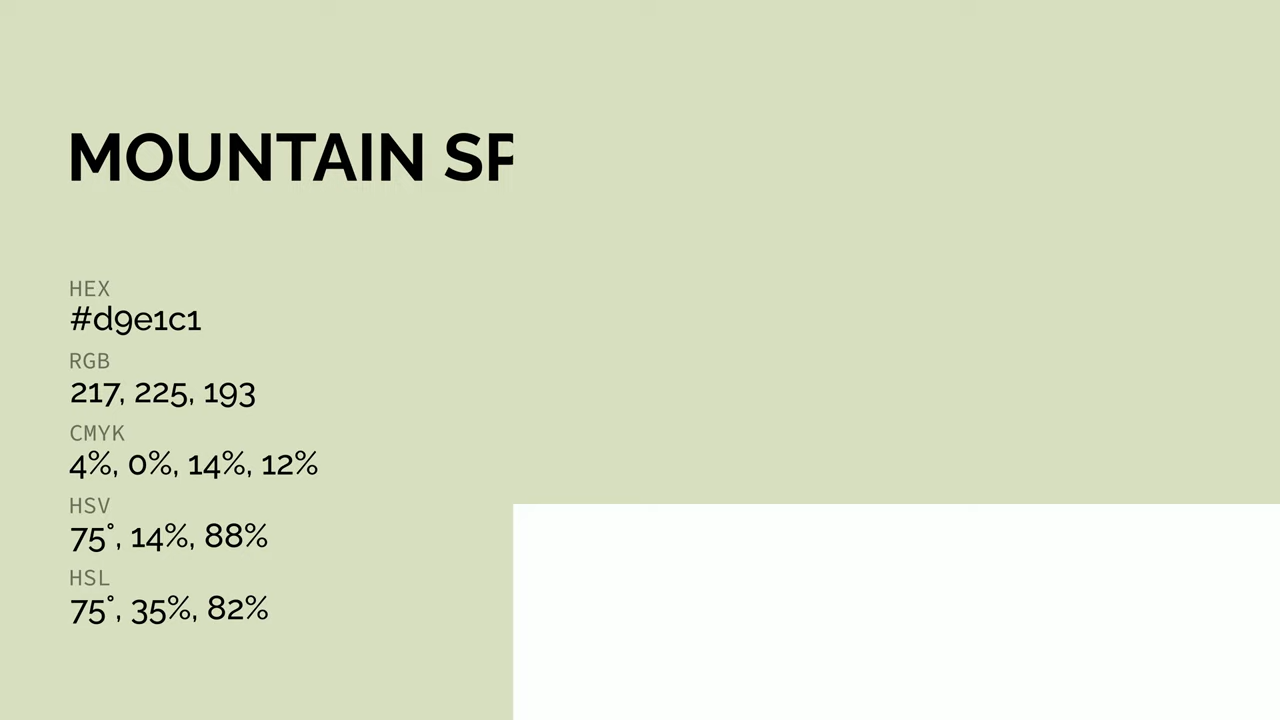 MOUNTAIN SP
HEX
#d9e1c1
RGB
217, 225, 193
CMYK
4%, 0%, 14%, 12%
HSV
75°, 14%, 88%
HSL
75°, 35%, 82%